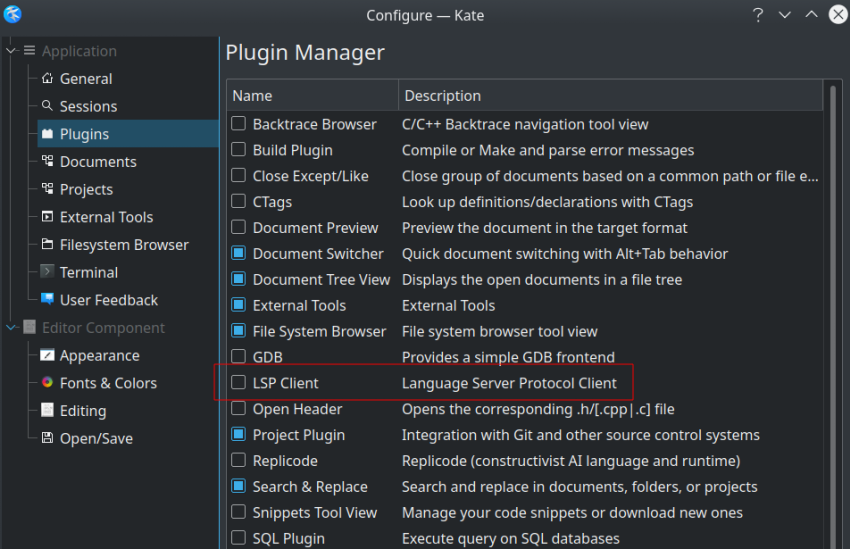 Configure — Kate
Application
General
Sessions
Plugins
Documents
Projects
External Tools
Filesystem Browser
Terminal
User Feedback
Editor Component
Appearance
Fonts & Colors
Editing
Open/Save
Plugin Manager
Name Description
Backtrace Browser C/C++ Backtrace navigation tool view
Build Plugin Compile or Make and parse error messages
Close Except/Like Close group of documents based on a common path or file e...
CTags Look up definitions/declarations with CTags
Document Preview Preview the document in the target format
Document Switcher Quick document switching with Alt+Tab behavior
Document Tree View Displays the open documents in a file tree
External Tools External Tools
File System Browser File system browser tool view
GDB Provides a simple GDB frontend
LSP Client Language Server Protocol Client
Open Header Opens the corresponding .h/[.cpp|.c] file
Project Plugin Integration with Git and other source control systems
Replicode Replicode (constructivist AI language and runtime)
Search & Replace Search and replace in documents, folders, or projects
Snippets Tool View Manage your code snippets or download new ones
SQL Plugin Execute query on SQL databases